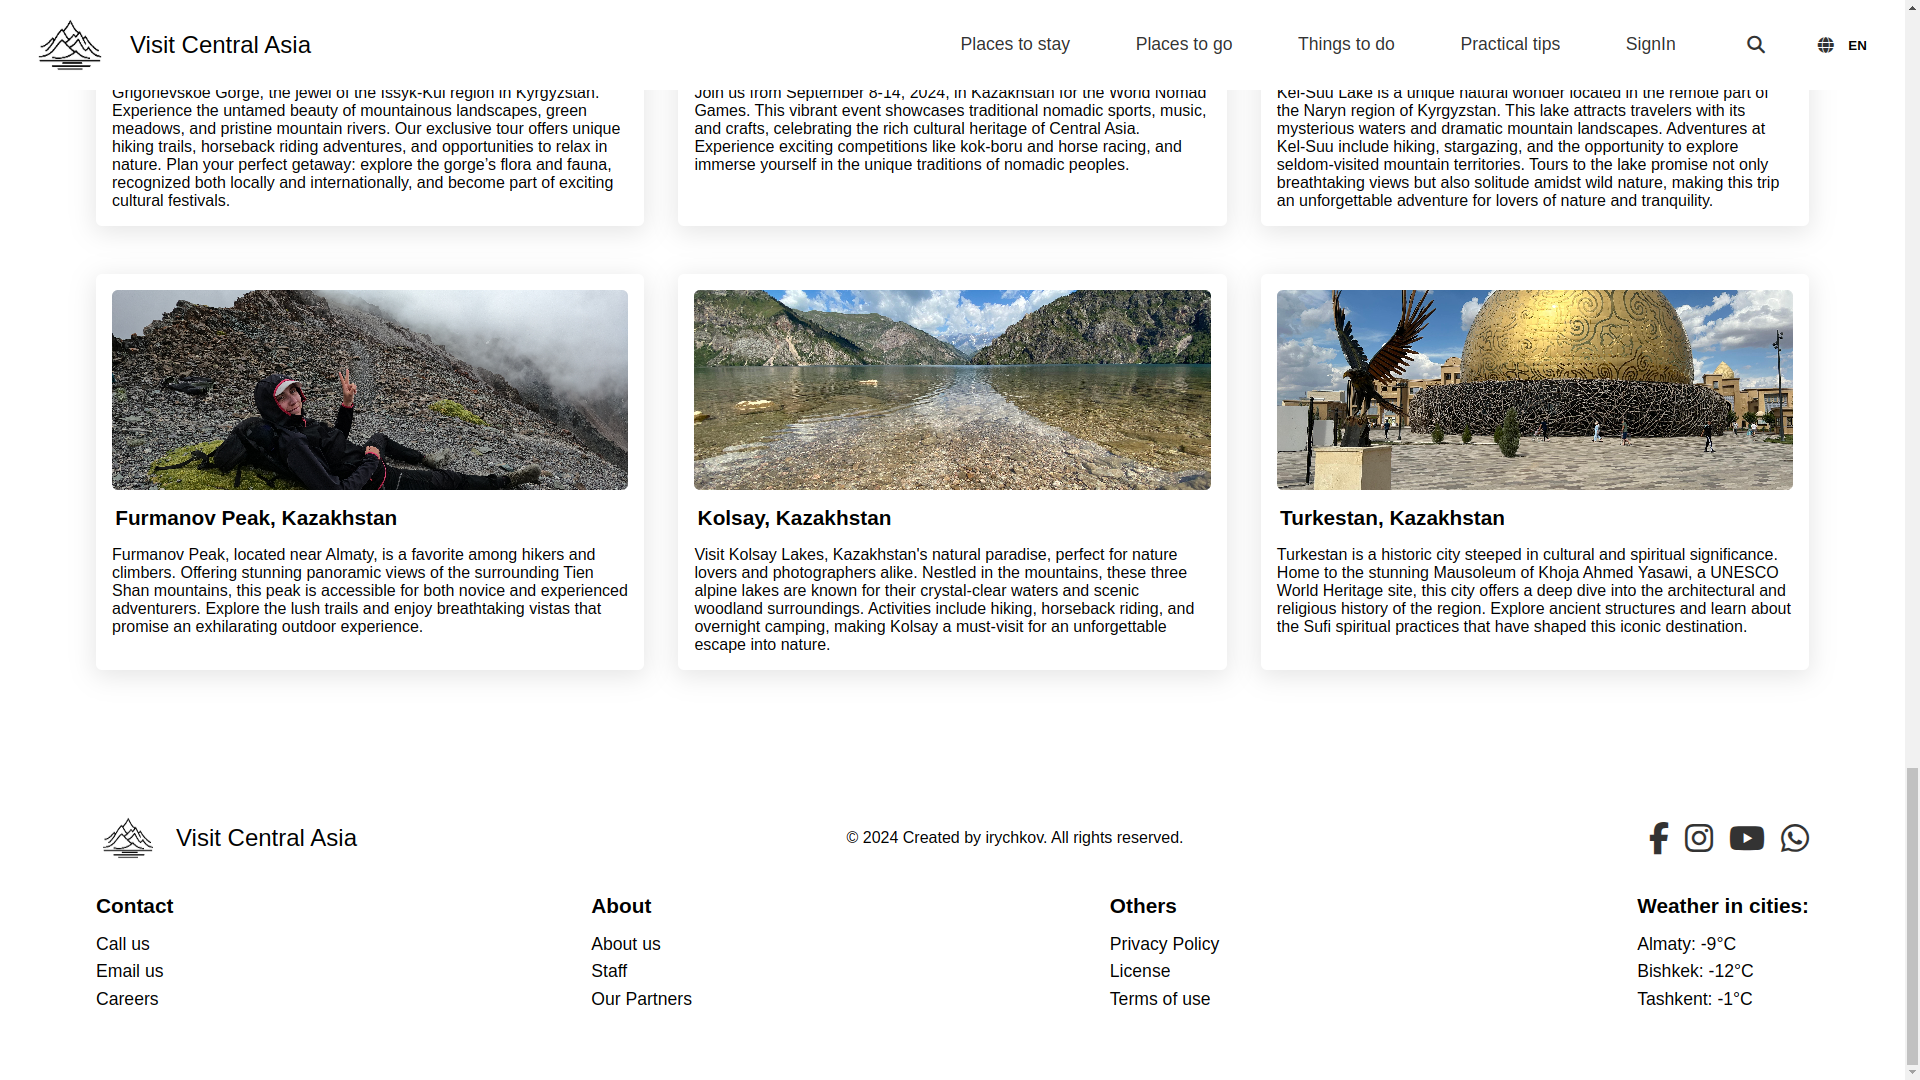 Visit Central Asia
Places to stay
Places to go
Things to do
Practical tips
SignIn
EN
Grigorievskoe Gorge, the jewel of the Issyk-Kul region in Kyrgyzstan.
Experience the untamed beauty of mountainous landscapes, green
meadows, and pristine mountain rivers. Our exclusive tour offers unique
hiking trails, horseback riding adventures, and opportunities to relax in
nature. Plan your perfect getaway: explore the gorge’s flora and fauna,
recognized both locally and internationally, and become part of exciting
cultural festivals.
Join us from September 8-14, 2024, in Kazakhstan for the World Nomad
Games. This vibrant event showcases traditional nomadic sports, music,
and crafts, celebrating the rich cultural heritage of Central Asia.
Experience exciting competitions like kok-boru and horse racing, and
immerse yourself in the unique traditions of nomadic peoples.
Kel-Suu Lake is a unique natural wonder located in the remote part of
the Naryn region of Kyrgyzstan. This lake attracts travelers with its
mysterious waters and dramatic mountain landscapes. Adventures at
Kel-Suu include hiking, stargazing, and the opportunity to explore
seldom-visited mountain territories. Tours to the lake promise not only
breathtaking views but also solitude amidst wild nature, making this trip
an unforgettable adventure for lovers of nature and tranquility.
Furmanov Peak, Kazakhstan
Furmanov Peak, located near Almaty, is a favorite among hikers and
climbers. Offering stunning panoramic views of the surrounding Tien
Shan mountains, this peak is accessible for both novice and experienced
adventurers. Explore the lush trails and enjoy breathtaking vistas that
promise an exhilarating outdoor experience.
Kolsay, Kazakhstan
Visit Kolsay Lakes, Kazakhstan's natural paradise, perfect for nature
lovers and photographers alike. Nestled in the mountains, these three
alpine lakes are known for their crystal-clear waters and scenic
woodland surroundings. Activities include hiking, horseback riding, and
overnight camping, making Kolsay a must-visit for an unforgettable
escape into nature.
Turkestan, Kazakhstan
Turkestan is a historic city steeped in cultural and spiritual significance.
Home to the stunning Mausoleum of Khoja Ahmed Yasawi, a UNESCO
World Heritage site, this city offers a deep dive into the architectural and
religious history of the region. Explore ancient structures and learn about
the Sufi spiritual practices that have shaped this iconic destination.
Visit Central Asia
© 2024 Created by irychkov. All rights reserved.
Contact
Call us
Email us
Careers
About
About us
Staff
Our Partners
Others
Privacy Policy
License
Terms of use
Weather in cities:
Almaty: -9°C
Bishkek: -12°C
Tashkent: -1°C